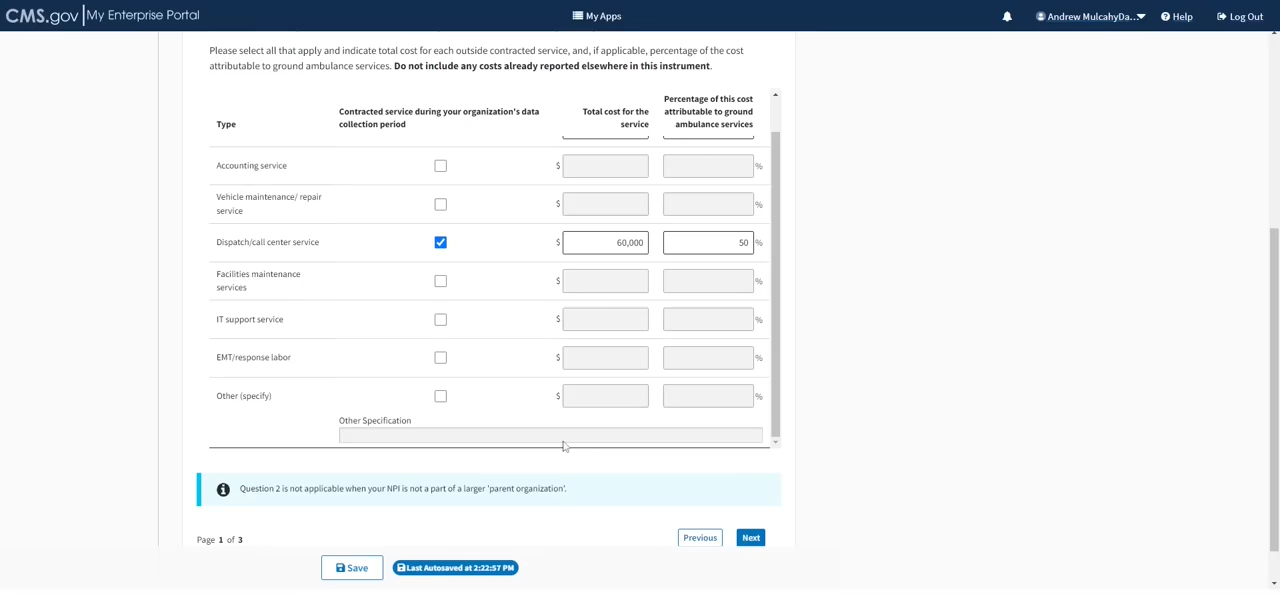 CMS.gov My Enterprise Portal
My Apps
Andrew MulcahyDa...
Help
Log Out
Please select all that apply and indicate total cost for each outside contracted service, and, if applicable, percentage of the cost
attributable to ground ambulance services. Do not include any costs already reported elsewhere in this instrument.
Type
Contracted service during your organization's data
collection period
Total cost for the
service
Percentage of this cost
attributable to ground
ambulance services
Accounting service
$
%
Vehicle maintenance/ repair
service
$
%
Dispatch/call center service
$ 60,000
50 %
Facilities maintenance
services
$
%
IT support service
$
%
EMT/response labor
$
%
Other (specify)
$
%
Other Specification
Question 2 is not applicable when your NPI is not a part of a larger 'parent organization'.
Page 1 of 3
Previous
Next
Save
Last Autosaved at 2:22:57 PM